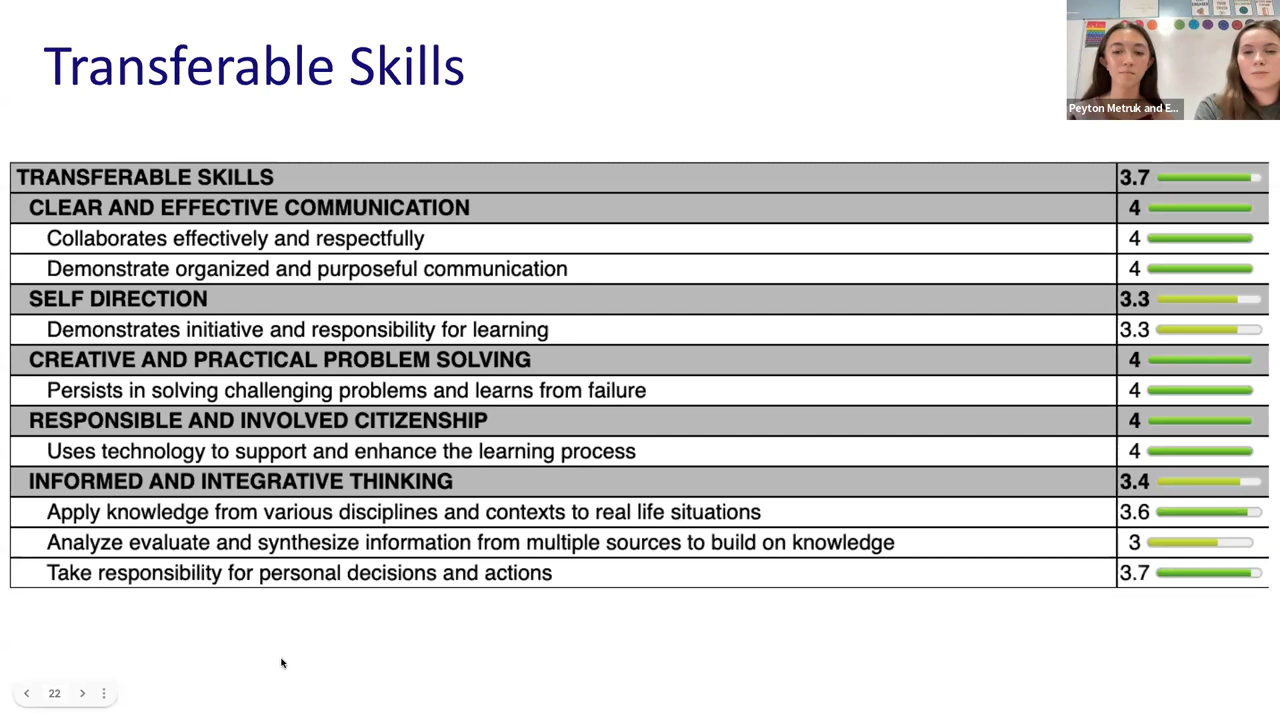 Transferable Skills
Peyton Metruk and E...
TRANSFERABLE SKILLS 3.7
CLEAR AND EFFECTIVE COMMUNICATION 4
Collaborates effectively and respectfully 4
Demonstrate organized and purposeful communication 4
SELF DIRECTION 3.3
Demonstrates initiative and responsibility for learning 3.3
CREATIVE AND PRACTICAL PROBLEM SOLVING 4
Persists in solving challenging problems and learns from failure 4
RESPONSIBLE AND INVOLVED CITIZENSHIP 4
Uses technology to support and enhance the learning process 4
INFORMED AND INTEGRATIVE THINKING 3.4
Apply knowledge from various disciplines and contexts to real life situations 3.6
Analyze evaluate and synthesize information from multiple sources to build on knowledge 3
Take responsibility for personal decisions and actions 3.7
22